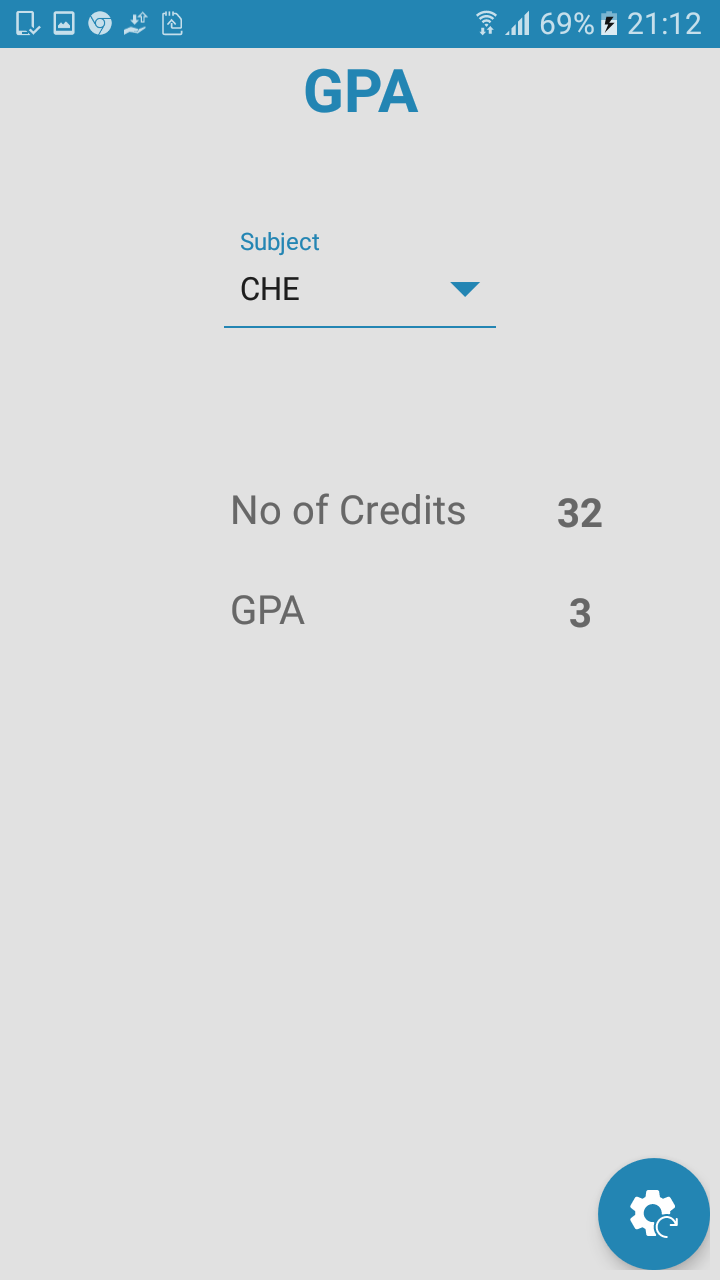 69% 21:12
GPA
Subject
CHE
No of Credits 32
GPA 3